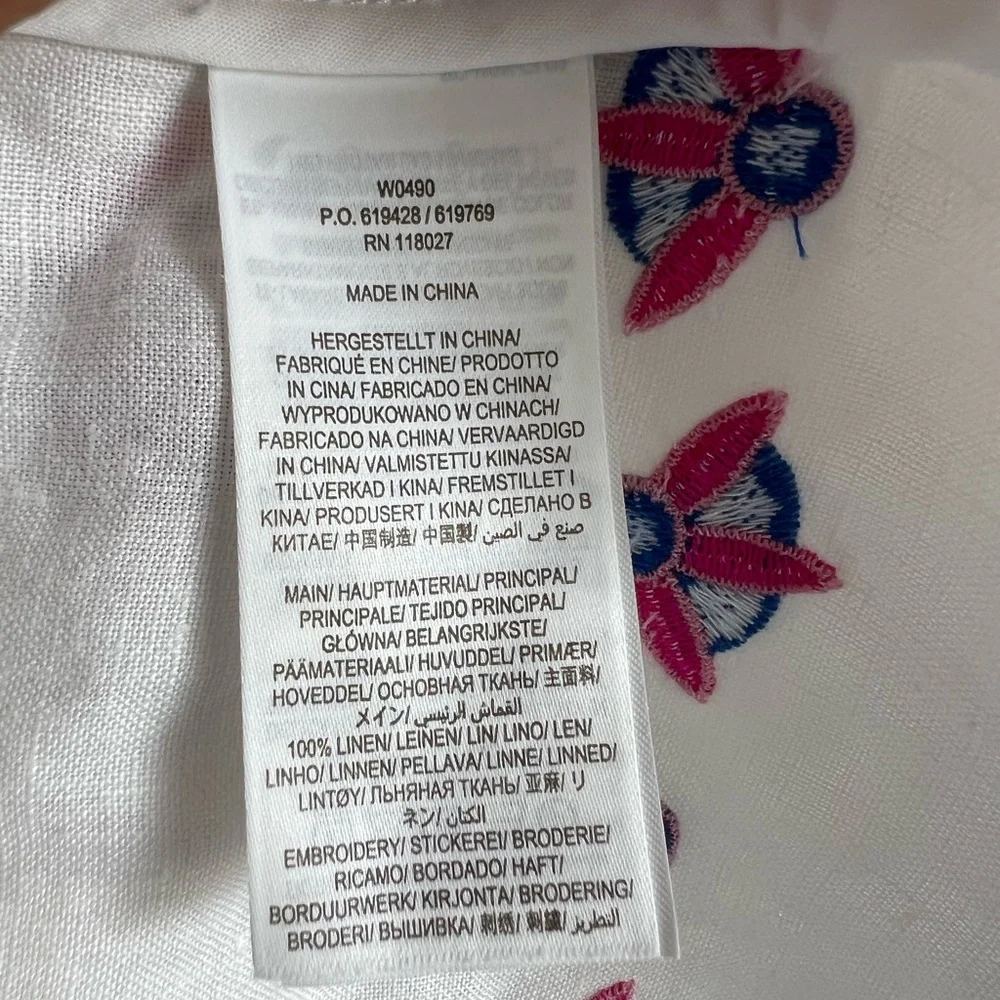 W0490
P.O. 619428 / 619769
RN 118027
MADE IN CHINA
HERGESTELLT IN CHINA/
FABRIQUÉ EN CHINE/ PRODOTTO
IN CINA/ FABRICADO EN CHINA/
WYPRODUKOWANO W CHINACH/
FABRICADO NA CHINA/ VERVAARDIGD
IN CHINA/ VALMISTETTU KIINASSA/
TILLVERKAD I KINA/ FREMSTILLET I
KINA/ PRODUSERT I KINA/ СДЕЛАНО В
КИТАЕ/ 中国制造/ 中国製/ صنع في الصين
MAIN/ HAUPTMATERIAL/ PRINCIPAL/
PRINCIPALE/ TEJIDO PRINCIPAL/
GŁÓWNA/ BELANGRIJKSTE/
PÄÄMATERIAALI/ HUVUDDEL/ PRIMÆR/
HOVEDDEL/ ОСНОВНАЯ ТКАНЬ/ 主面料/
メイン/ القماش الرئيسي
100% LINEN/ LEINEN/ LIN/ LINO/ LEN/
LINHO/ LINNEN/ PELLAVA/ LINNE/ LINNED/
LINTØY/ ЛЬНЯНАЯ ТКАНЬ/ 亚麻/ リ
ネン/ الكتان
EMBROIDERY/ STICKEREI/ BRODERIE/
RICAMO/ BORDADO/ HAFT/
BORDUURWERK/ KIRJONTA/ BRODERING/
BRODERI/ ВЫШИВКА/ 刺绣/ 刺繍/ التطريز